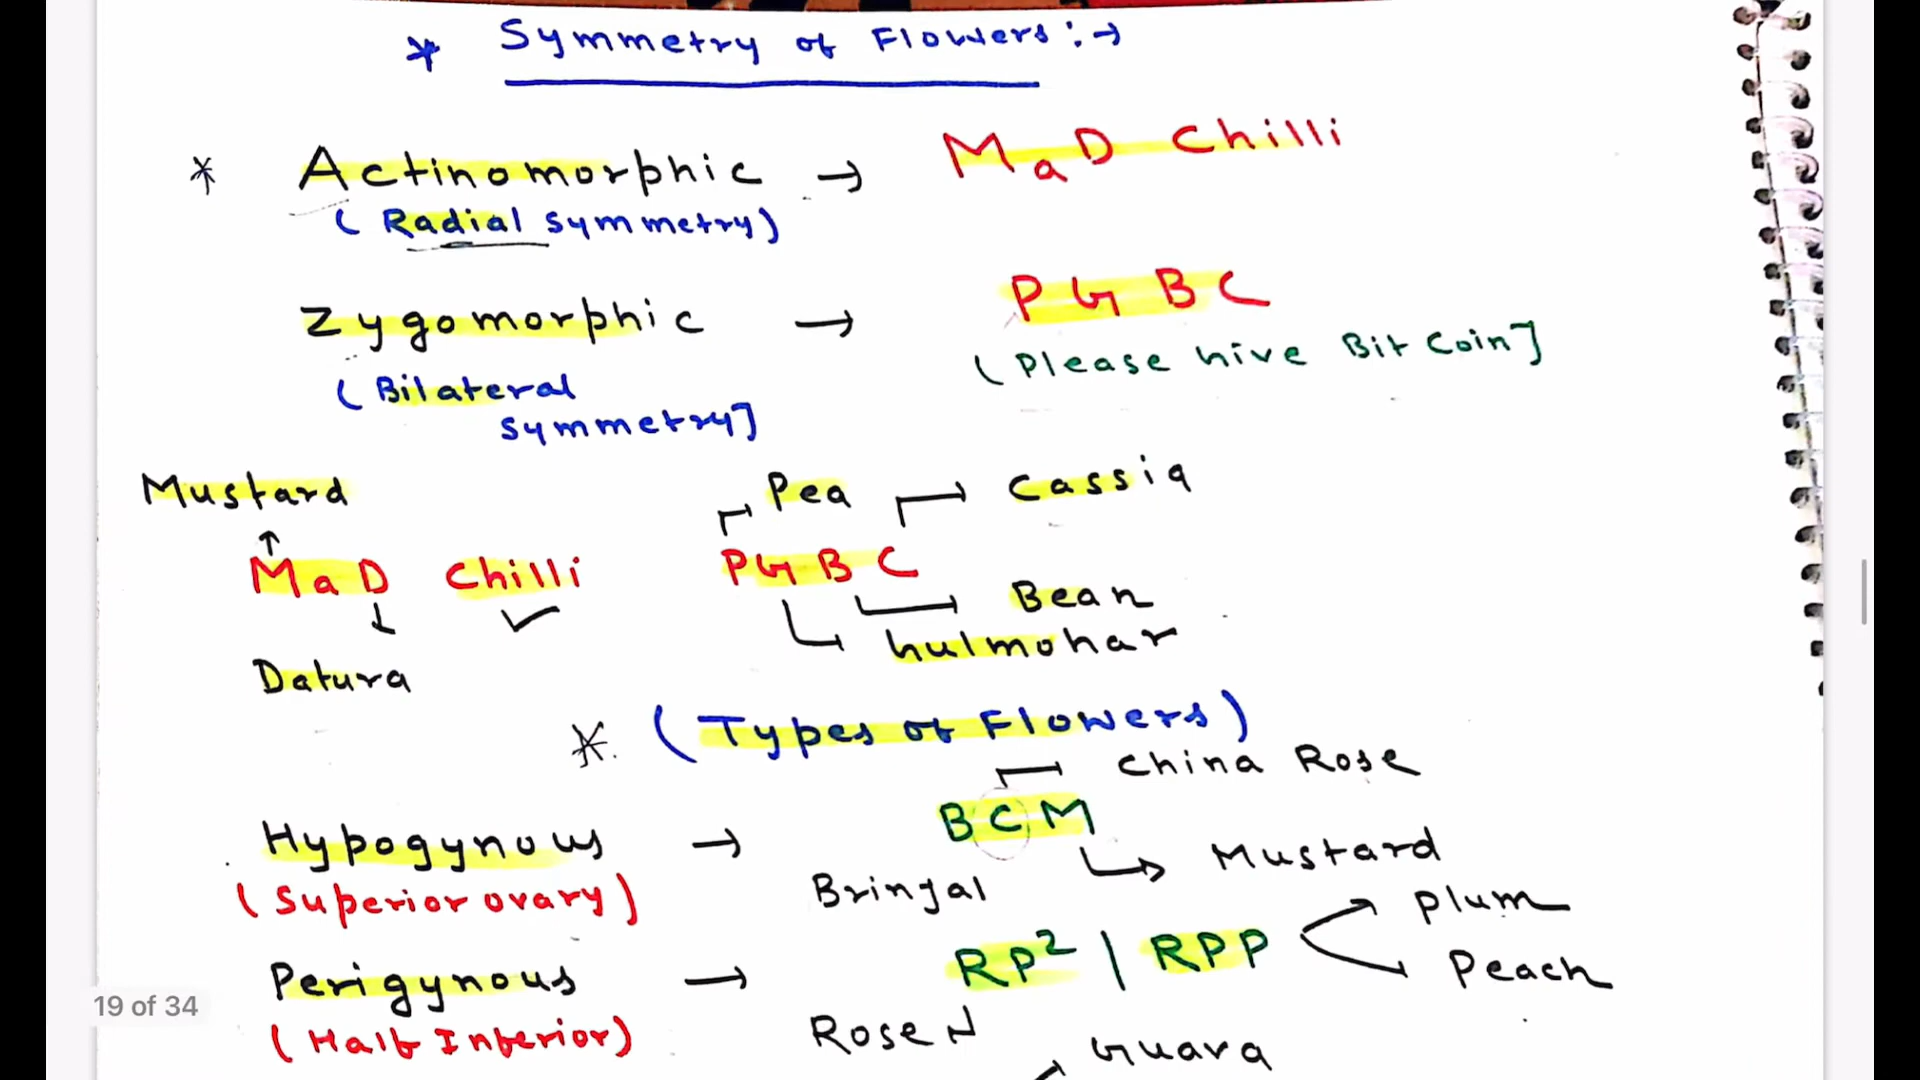 * Symmetry of Flowers :→
* Actinomorphic → MaD Chilli
( Radial Symmetry )
Zygomorphic → PGBC
( Please Give Bit Coin ]
( Bilateral
Symmetry ]
Mustard
Pea
Cassia
MaD Chilli
PGBC
Bean
Gulmohar
Datura
* ( Types of Flowers )
China Rose
Hypogynous → BCM
Mustard
( Superior ovary )
Brinjal
Plum
Perigynous → RP² | RPP
Peach
( Half Inferior )
Rose
Guava
19 of 34